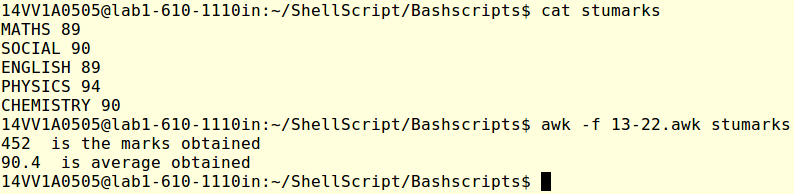 14VV1A0505@lab1-610-1110in:~/ShellScript/Bashscripts$ cat stumarks
MATHS 89
SOCIAL 90
ENGLISH 89
PHYSICS 94
CHEMISTRY 90
14VV1A0505@lab1-610-1110in:~/ShellScript/Bashscripts$ awk -f 13-22.awk stumarks
452  is the marks obtained
90.4  is average obtained
14VV1A0505@lab1-610-1110in:~/ShellScript/Bashscripts$